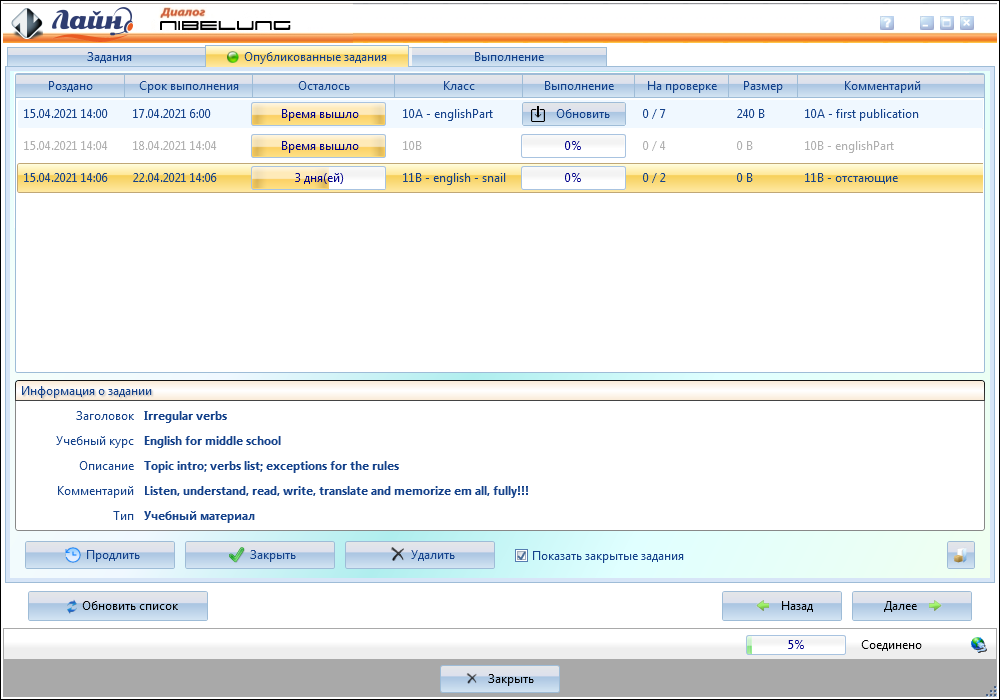 Лайн Диалог
NIBELUNG
?
Задания Опубликованные задания Выполнение
Роздано Срок выполнения Осталось Класс Выполнение На проверке Размер Комментарий
15.04.2021 14:00 17.04.2021 6:00 Время вышло 10A - englishPart Обновить 0 / 7 240 B 10A - first publication
15.04.2021 14:04 18.04.2021 14:04 Время вышло 10B 0% 0 / 4 0 B 10B - englishPart
15.04.2021 14:06 22.04.2021 14:06 3 дня(ей) 11B - english - snail 0% 0 / 2 0 B 11B - отстающие
Информация о задании
Заголовок Irregular verbs
Учебный курс English for middle school
Описание Topic intro; verbs list; exceptions for the rules
Комментарий Listen, understand, read, write, translate and memorize em all, fully!!!
Тип Учебный материал
Продлить Закрыть Удалить Показать закрытые задания
Обновить список Назад Далее
5% Соединено
Закрыть